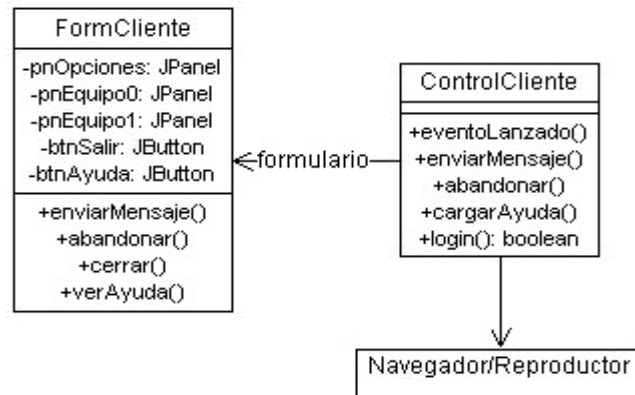 FormCliente
-pnOpciones: JPanel
-pnEquipo0: JPanel
-pnEquipo1: JPanel
-btnSalir: JButton
-btnAyuda: JButton
+enviarMensaje()
+abandonar()
+cerrar()
+verAyuda()
formulario
ControlCliente
+eventoLanzado()
+enviarMensaje()
+abandonar()
+cargarAyuda()
+login(): boolean
Navegador/Reproductor